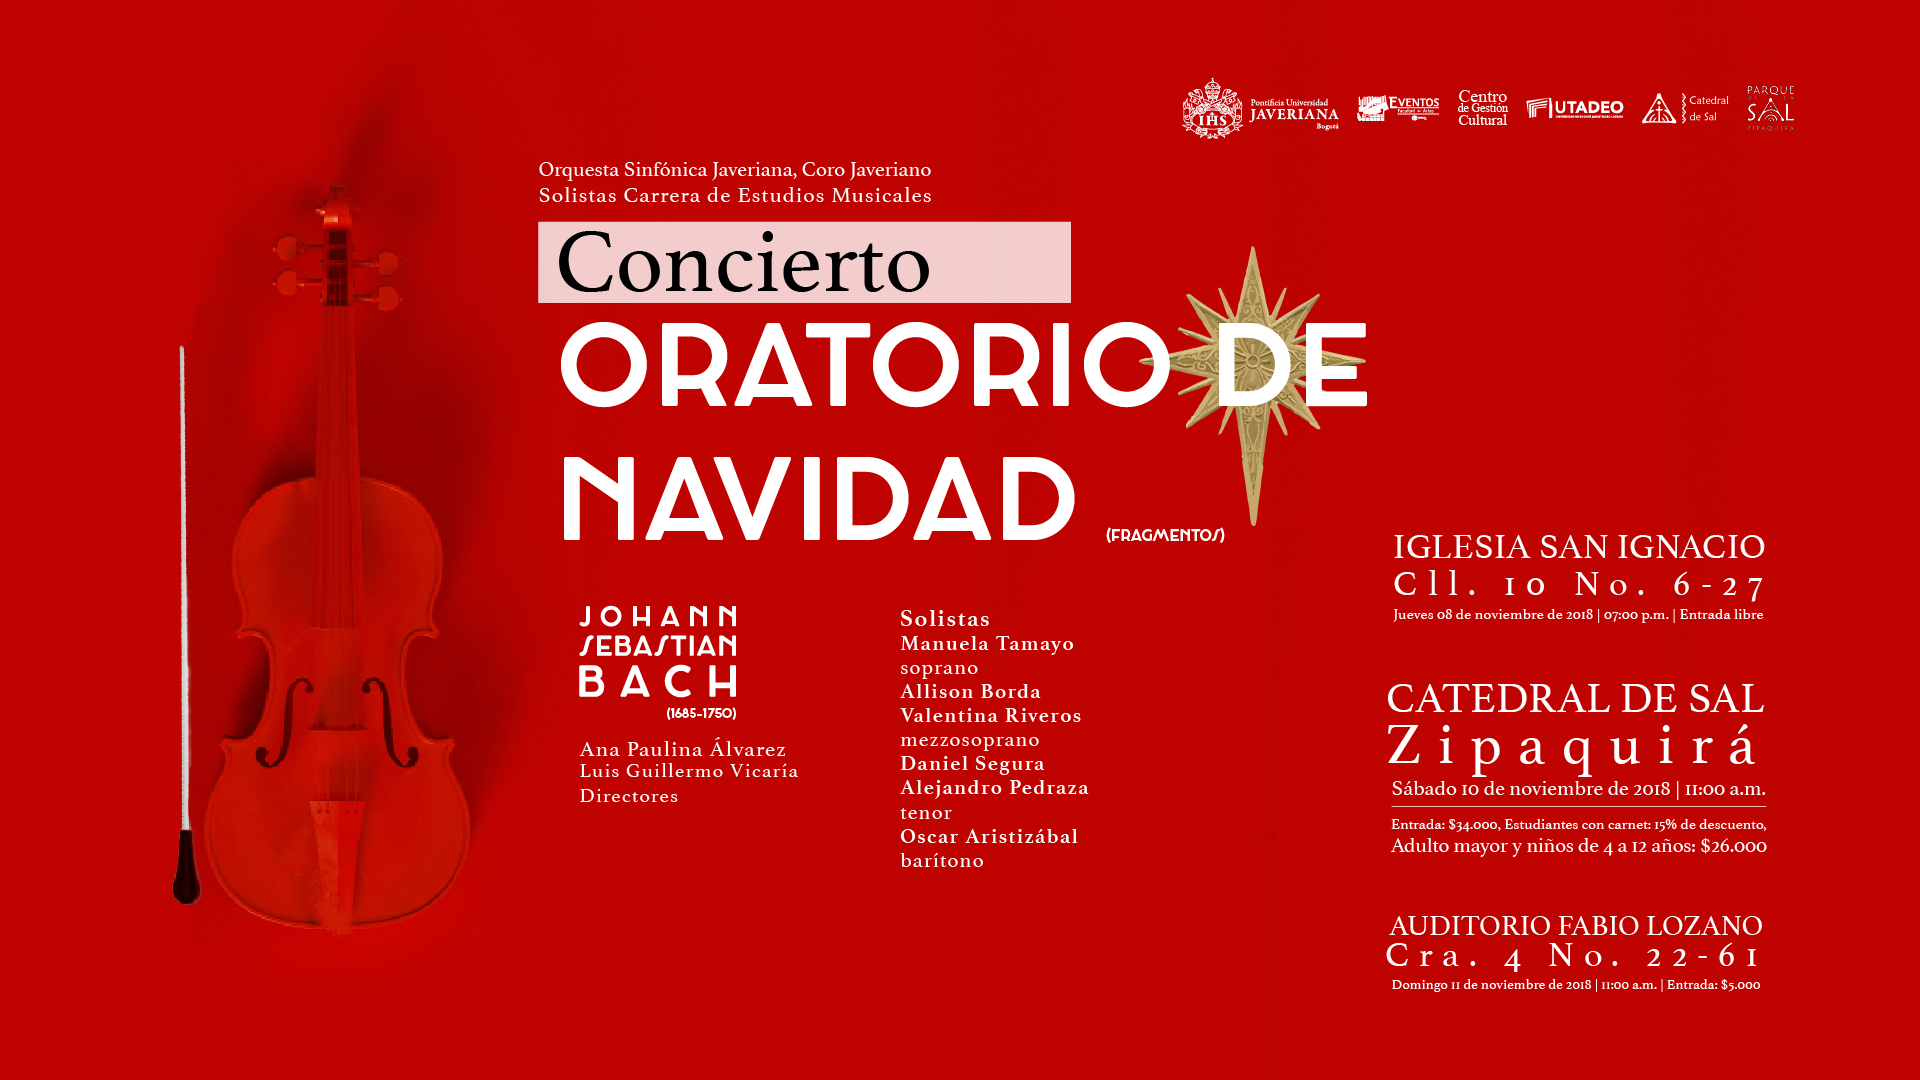 Pontificia Universidad
JAVERIANA
Bogotá
IHS
EVENTOS
Facultad de Artes
Centro
de Gestión
Cultural
UTADEO
Catedral
de Sal
PARQUE
SAL
ZIPAQUIRÁ
Orquesta Sinfónica Javeriana, Coro Javeriano
Solistas Carrera de Estudios Musicales
Concierto
ORATORIO DE
NAVIDAD
(FRAGMENTOS)
JOHANN
SEBASTIAN
BACH
(1685-1750)
Ana Paulina Álvarez
Luis Guillermo Vicaría
Directores
Solistas
Manuela Tamayo
soprano
Allison Borda
Valentina Riveros
mezzosoprano
Daniel Segura
Alejandro Pedraza
tenor
Oscar Aristizábal
barítono
IGLESIA SAN IGNACIO
Cll. 10 No. 6-27
Jueves 08 de noviembre de 2018 | 07:00 p.m. | Entrada libre
CATEDRAL DE SAL
Zipaquirá
Sábado 10 de noviembre de 2018 | 11:00 a.m.
Entrada: $34.000, Estudiantes con carnet: 15% de descuento,
Adulto mayor y niños de 4 a 12 años: $26.000
AUDITORIO FABIO LOZANO
Cra. 4 No. 22-61
Domingo 11 de noviembre de 2018 | 11:00 a.m. | Entrada: $5.000